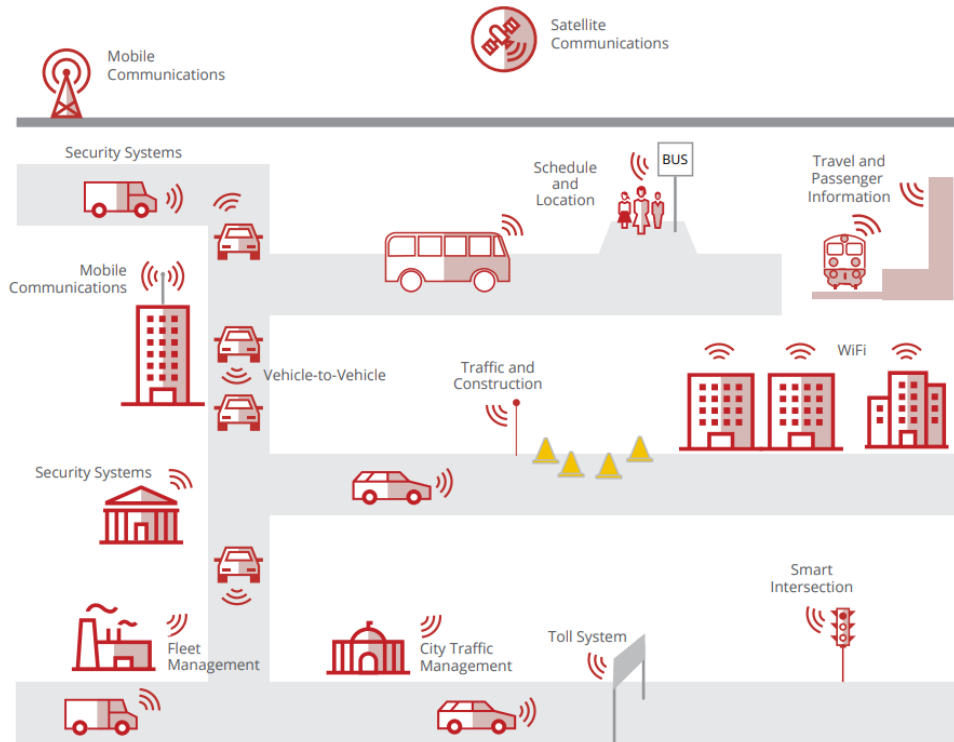 Satellite
Communications
Mobile
Communications
Security Systems
Schedule
and
Location
BUS
Travel and
Passenger
Information
Mobile
Communications
Vehicle-to-Vehicle
Traffic and
Construction
WiFi
Security Systems
Smart
Intersection
Fleet
Management
City Traffic
Management
Toll System